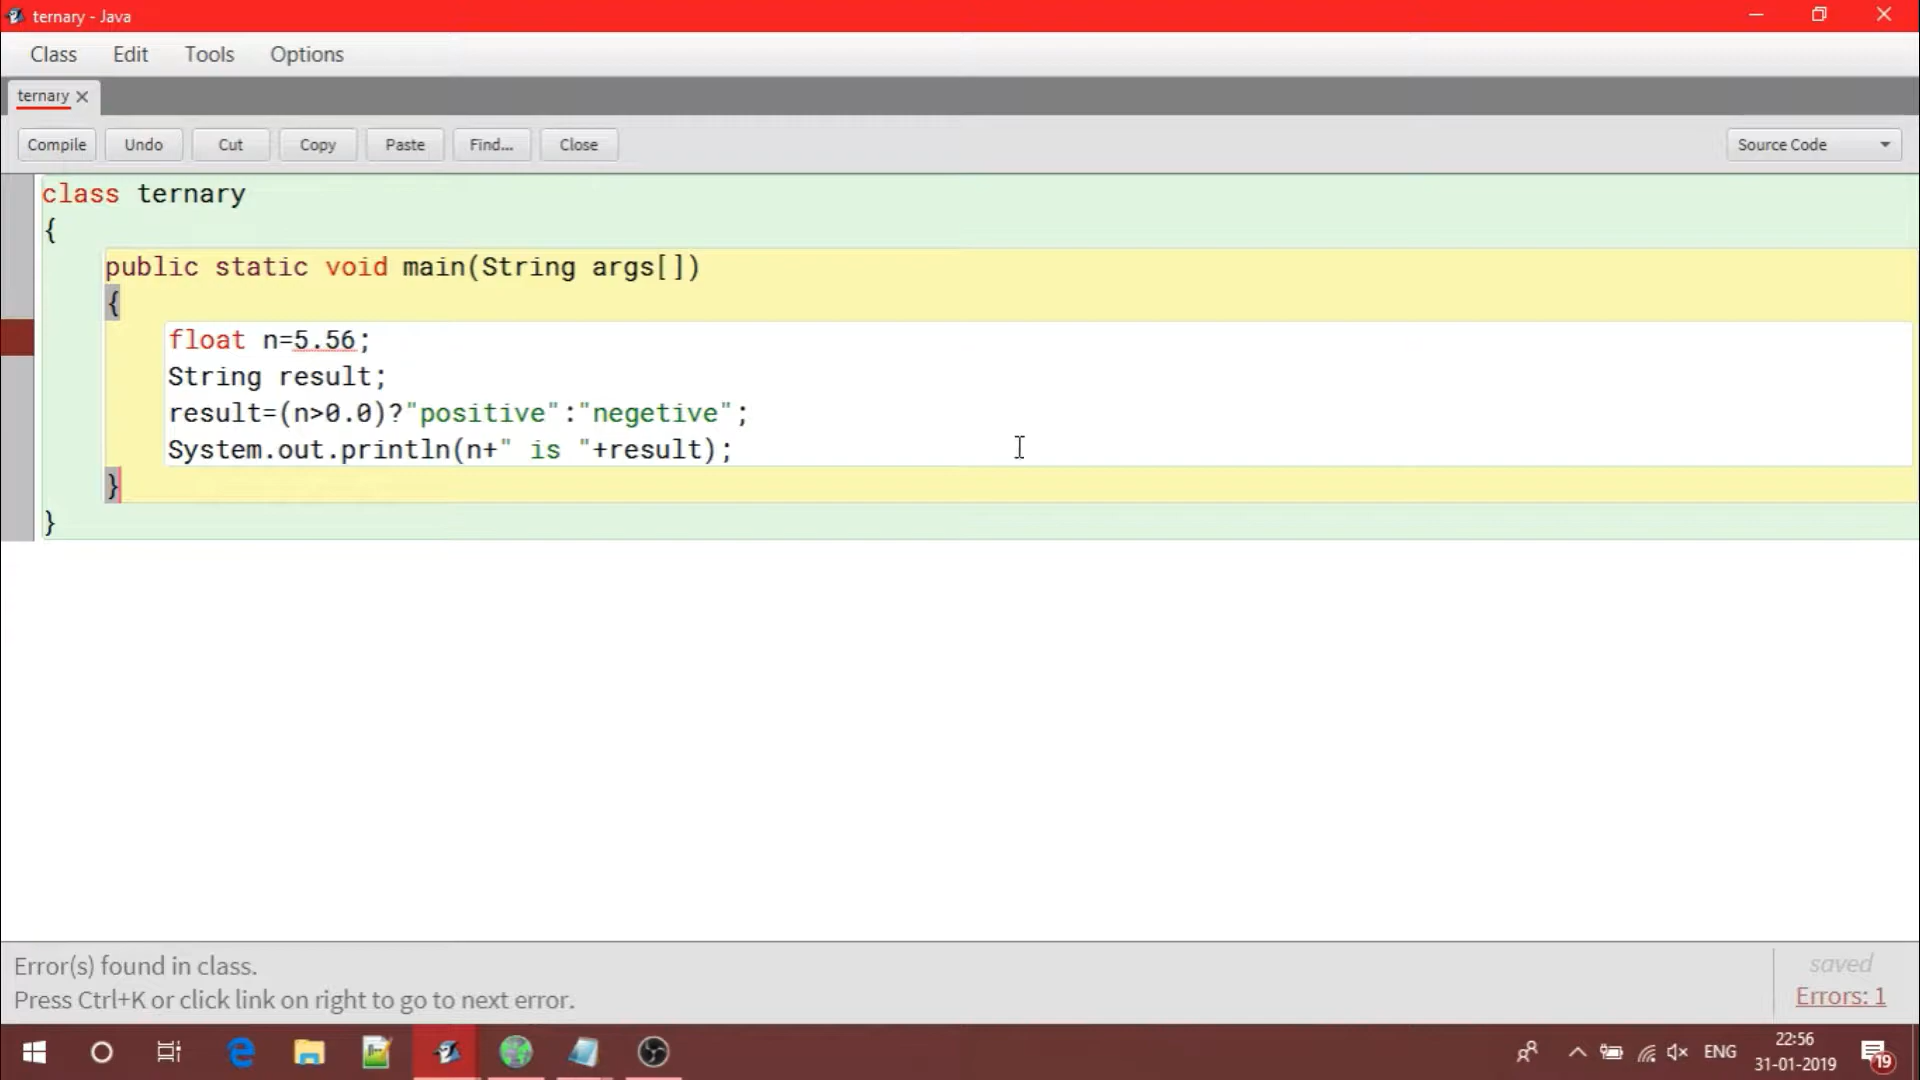 ternary - Java
Class Edit Tools Options
ternary
Compile Undo Cut Copy Paste Find... Close Source Code
class ternary
{
public static void main(String args[])
{
float n=5.56;
String result;
result=(n>0.0)?"positive":"negetive";
System.out.println(n+" is "+result);
}
}
Error(s) found in class.
Press Ctrl+K or click link on right to go to next error.
saved
Errors: 1
ENG
22:56
31-01-2019
19